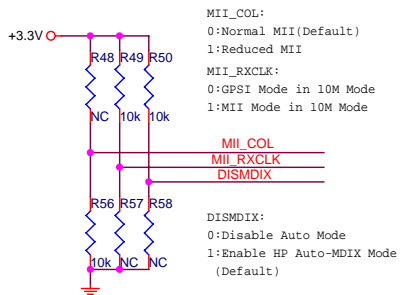 MII_COL:
0:Normal MII(Default)
1:Reduced MII
MII_RXCLK:
0:GPSI Mode in 10M Mode
1:MII Mode in 10M Mode
+3.3V
R48 R49 R50
NC 10k 10k
MII_COL
MII_RXCLK
DISMDIX
R56 R57 R58
10k NC NC
DISMDIX:
0:Disable Auto Mode
1:Enable HP Auto-MDIX Mode
(Default)